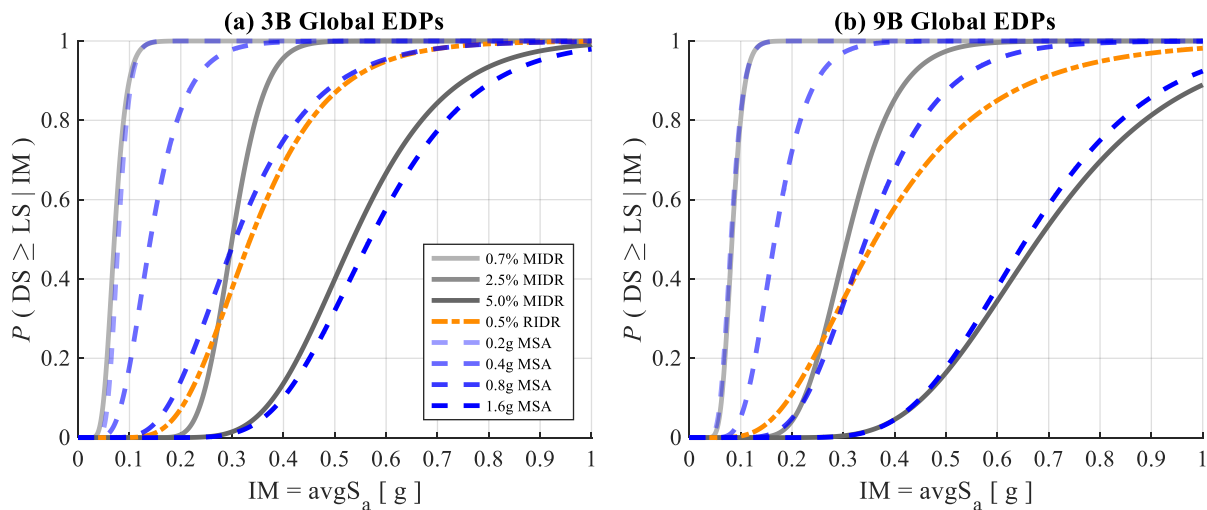 (a) 3B Global EDPs
P ( DS ≥ LS | IM )
1
0.8
0.6
0.4
0.2
0
0 0.1 0.2 0.3 0.4 0.5 0.6 0.7 0.8 0.9 1
IM = avgSa [ g ]
0.7% MIDR
2.5% MIDR
5.0% MIDR
0.5% RIDR
0.2g MSA
0.4g MSA
0.8g MSA
1.6g MSA
(b) 9B Global EDPs
P ( DS ≥ LS | IM )
1
0.8
0.6
0.4
0.2
0
0 0.1 0.2 0.3 0.4 0.5 0.6 0.7 0.8 0.9 1
IM = avgSa [ g ]